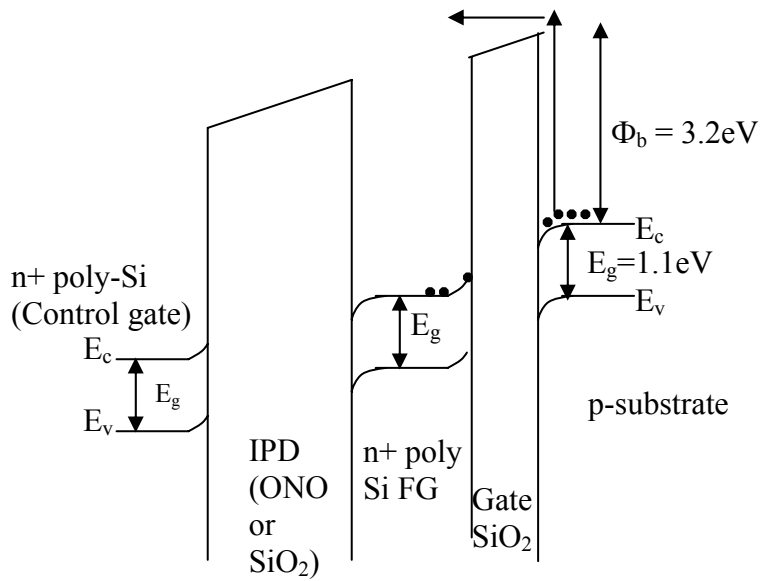 Φb = 3.2eV
Ec
Eg=1.1eV
Ev
p-substrate
n+ poly-Si
(Control gate)
Ec
Eg
Ev
IPD
(ONO
or
SiO2)
Eg
n+ poly
Si FG
Gate
SiO2